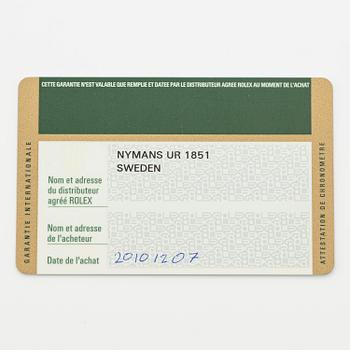 CETTE GARANTIE N'EST VALABLE QUE REMPLIE ET DATEE PAR LE DISTRIBUTEUR AGREE ROLEX AU MOMENT DE L'ACHAT
GARANTIE INTERNATIONALE
NYMANS UR 1851
SWEDEN
Nom et adresse
du distributeur
agréé ROLEX
Nom et adresse
de l'acheteur
Date de l'achat
20101207
ATTESTATION DE CHRONOMETRE